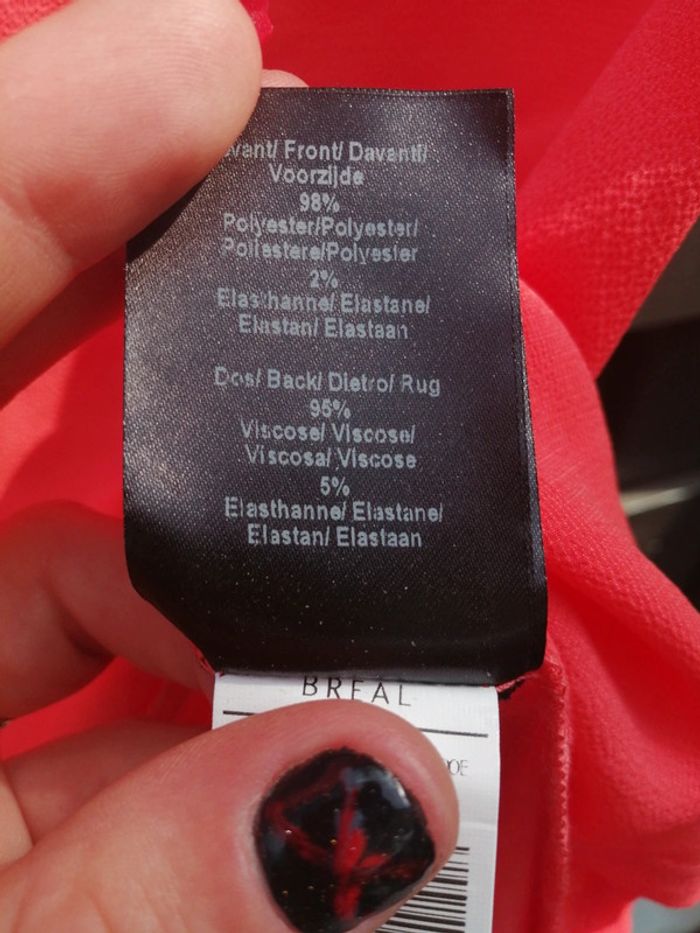 vant/ Front/ Davanti/
Voorzijde
98%
Polyester/Polyester/
Poliestere/Polyester
2%
Elasthanne/ Elastane/
Elastan/ Elastaan
Dos/ Back/ Dietro/ Rug
95%
Viscose/ Viscose/
Viscosa/ Viscose
5%
Elasthanne/ Elastane/
Elastan/ Elastaan
BREAL